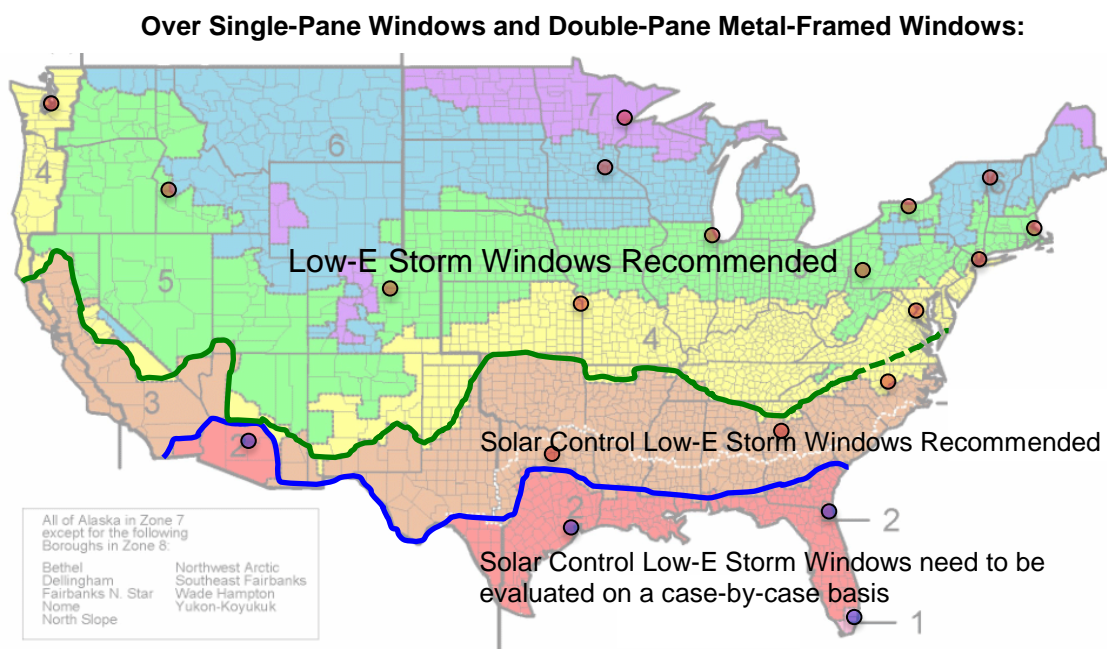 Over Single-Pane Windows and Double-Pane Metal-Framed Windows:
7
6
4
Low-E Storm Windows Recommended
5
4
3
Solar Control Low-E Storm Windows Recommended
2
2
2
Solar Control Low-E Storm Windows need to be
evaluated on a case-by-case basis
1
All of Alaska in Zone 7
except for the following
Boroughs in Zone 8:
Bethel Northwest Arctic
Dellingham Southeast Fairbanks
Fairbanks N. Star Wade Hampton
Nome Yukon-Koyukuk
North Slope